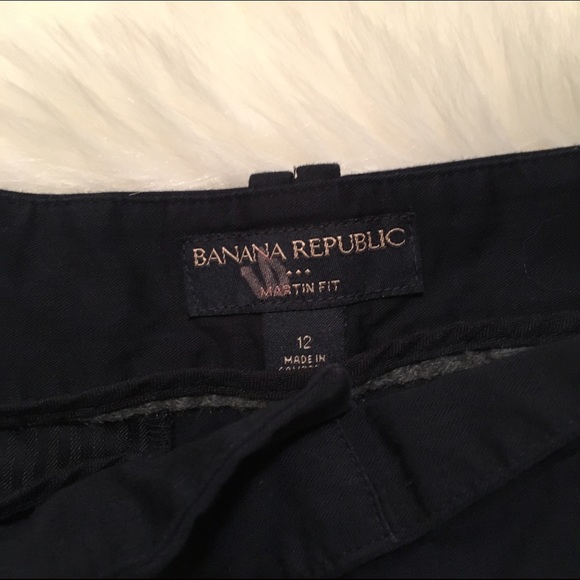 BANANA REPUBLIC
MARTIN FIT
12
MADE IN